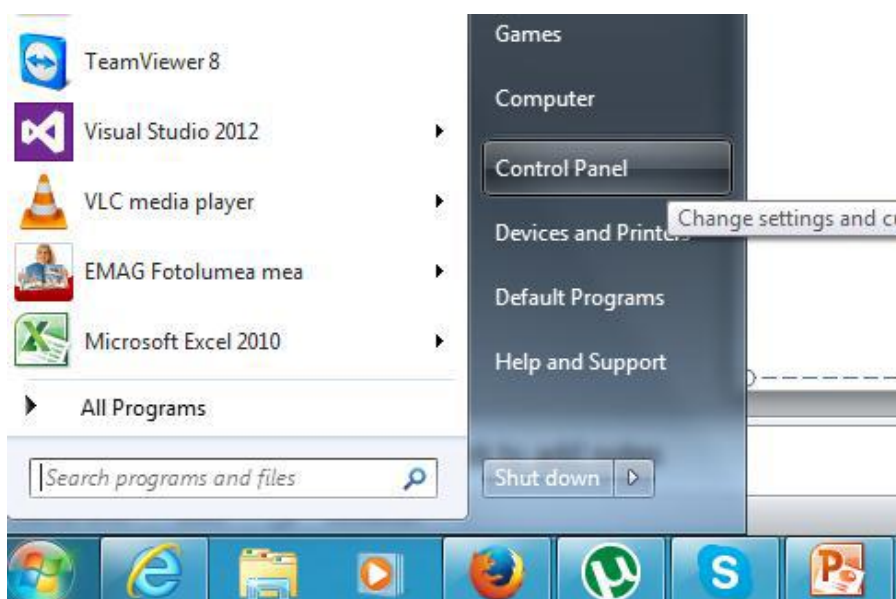 TeamViewer 8
Visual Studio 2012
VLC media player
EMAG Fotolumea mea
Microsoft Excel 2010
All Programs
Search programs and files
Games
Computer
Control Panel
Change settings and
Devices and
Default Programs
Help and Support
Shut down